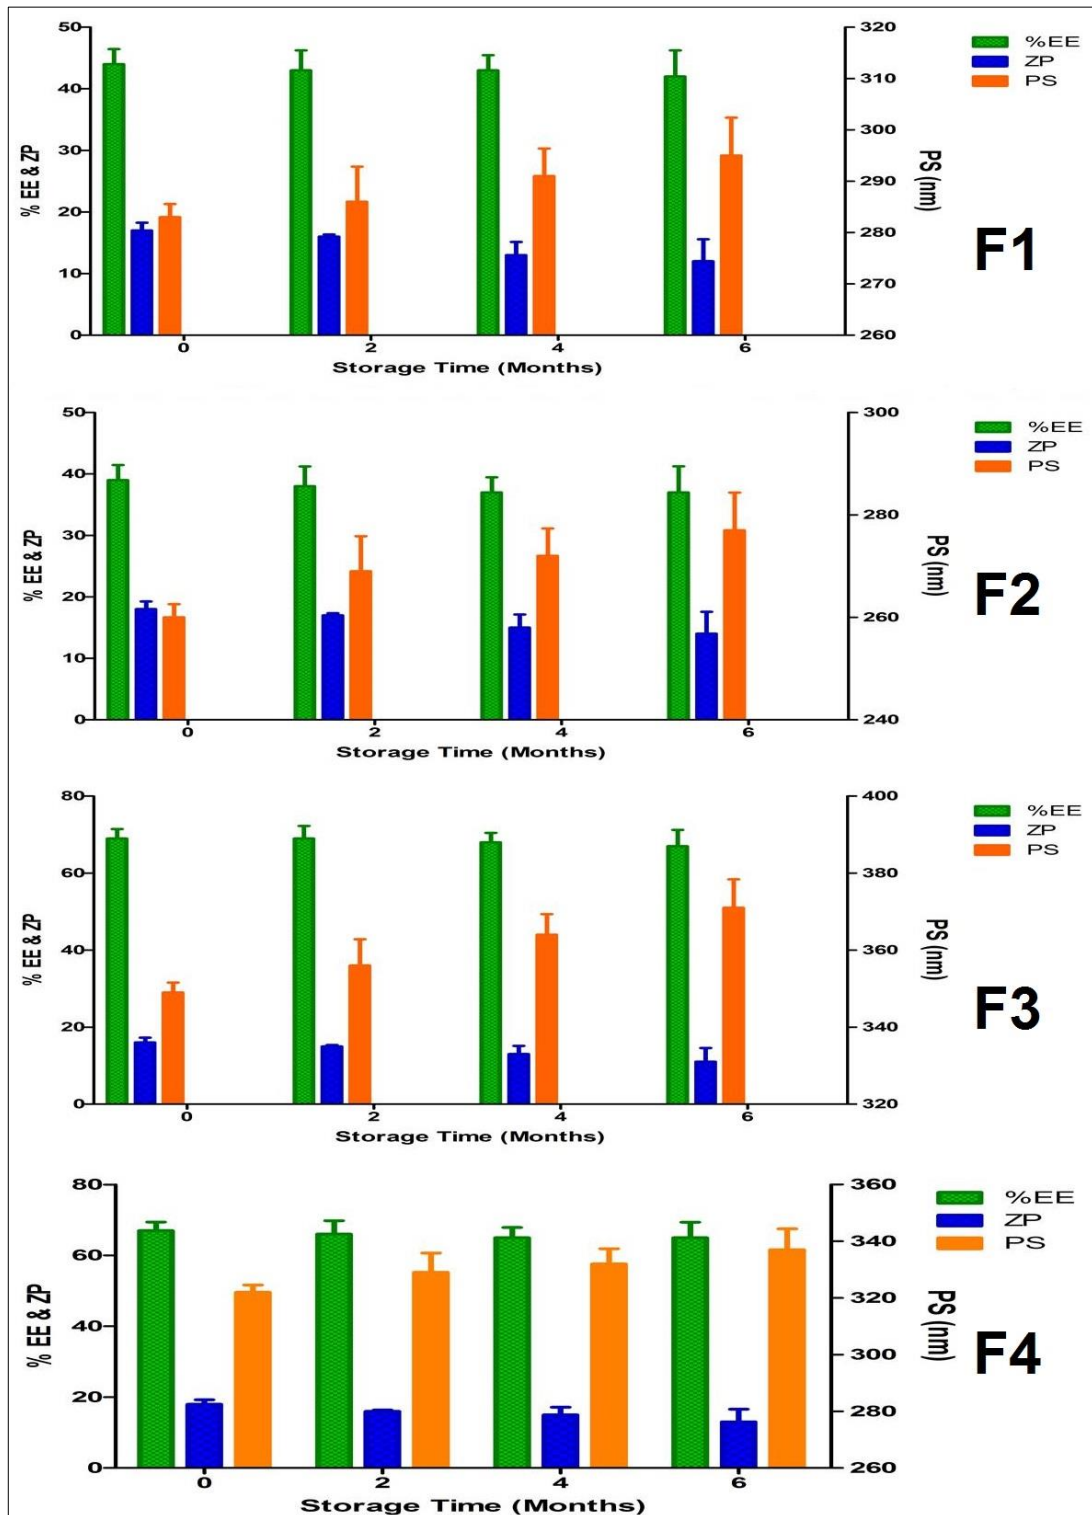 50
40
30
20
10
0
% EE & ZP
0 2 4 6
Storage Time (Months)
320
310
300
290
280
270
260
PS (nm)
%EE
ZP
PS
F1
50
40
30
20
10
0
% EE & ZP
0 2 4 6
Storage Time (Months)
300
280
260
240
PS (nm)
%EE
ZP
PS
F2
80
60
40
20
0
% EE & ZP
0 2 4 6
Storage Time (Months)
400
380
360
340
320
PS (nm)
%EE
ZP
PS
F3
80
60
40
20
0
% EE & ZP
0 2 4 6
Storage Time (Months)
360
340
320
300
280
260
PS (nm)
%EE
ZP
PS
F4